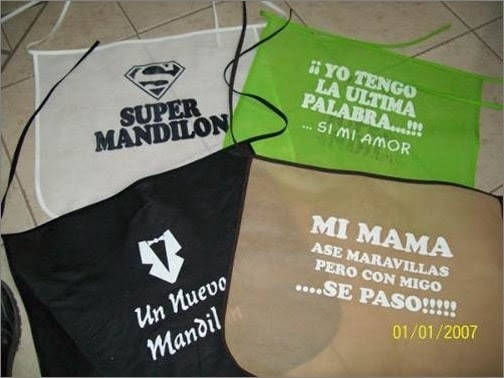 SUPER
MANDILON
¡¡ YO TENGO
LA ULTIMA
PALABRA...!!!
... SI MI AMOR
Un Nuevo
Mandil
MI MAMA
ASE MARAVILLAS
PERO CON MIGO
....SE PASO!!!!!
01/01/2007